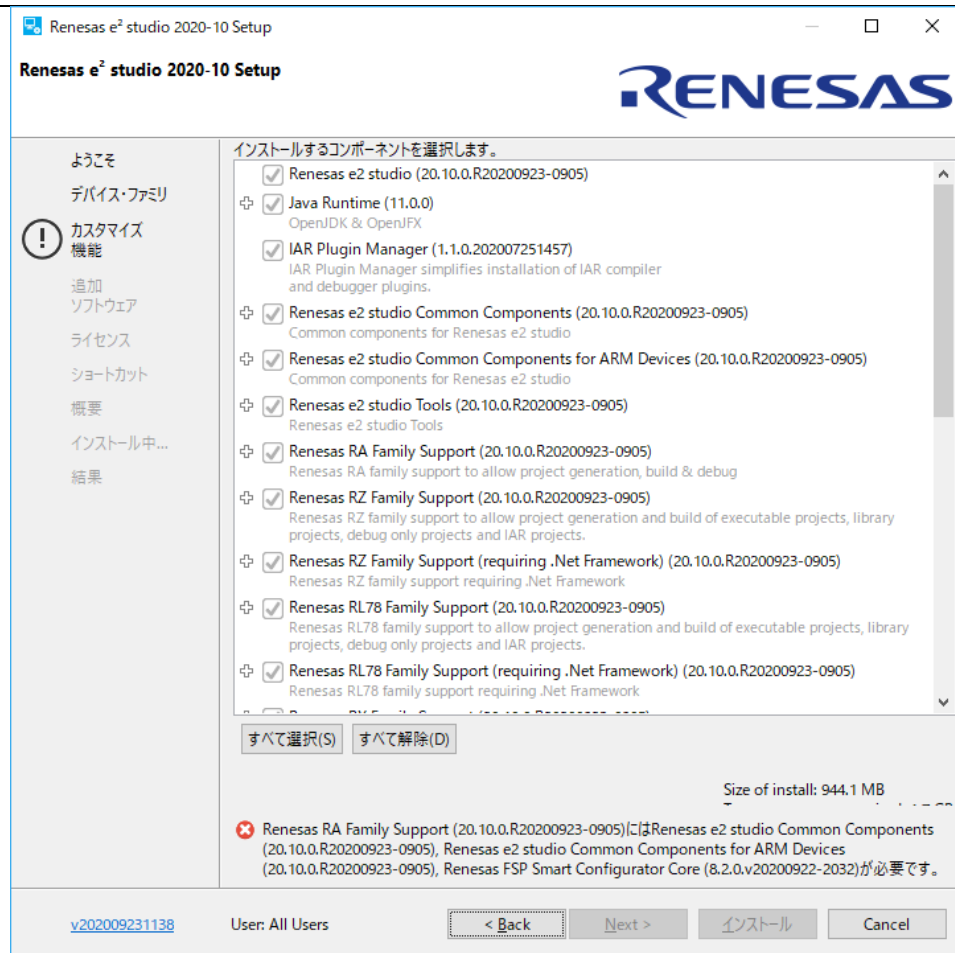 Renesas e² studio 2020-10 Setup
Renesas e² studio 2020-10 Setup
RENESAS
ようこそ
デバイス・ファミリ
カスタマイズ
機能
追加
ソフトウェア
ライセンス
ショートカット
概要
インストール中...
結果
インストールするコンポーネントを選択します。
Renesas e2 studio (20.10.0.R20200923-0905)
Java Runtime (11.0.0)
OpenJDK & OpenJFX
IAR Plugin Manager (1.1.0.202007251457)
IAR Plugin Manager simplifies installation of IAR compiler
and debugger plugins.
Renesas e2 studio Common Components (20.10.0.R20200923-0905)
Common components for Renesas e2 studio
Renesas e2 studio Common Components for ARM Devices (20.10.0.R20200923-0905)
Common components for Renesas e2 studio
Renesas e2 studio Tools (20.10.0.R20200923-0905)
Renesas e2 studio Tools
Renesas RA Family Support (20.10.0.R20200923-0905)
Renesas RA family support to allow project generation, build & debug
Renesas RZ Family Support (20.10.0.R20200923-0905)
Renesas RZ family support to allow project generation and build of executable projects, library
projects, debug only projects and IAR projects.
Renesas RZ Family Support (requiring .Net Framework) (20.10.0.R20200923-0905)
Renesas RZ family support requiring .Net Framework
Renesas RL78 Family Support (20.10.0.R20200923-0905)
Renesas RL78 family support to allow project generation and build of executable projects, library
projects, debug only projects and IAR projects.
Renesas RL78 Family Support (requiring .Net Framework) (20.10.0.R20200923-0905)
Renesas RL78 family support requiring .Net Framework
すべて選択(S) すべて解除(D)
Size of install: 944.1 MB
Renesas RA Family Support (20.10.0.R20200923-0905)にはRenesas e2 studio Common Components
(20.10.0.R20200923-0905), Renesas e2 studio Common Components for ARM Devices
(20.10.0.R20200923-0905), Renesas FSP Smart Configurator Core (8.2.0.v20200922-2032)が必要です。
v202009231138 User: All Users < Back Next > インストール Cancel